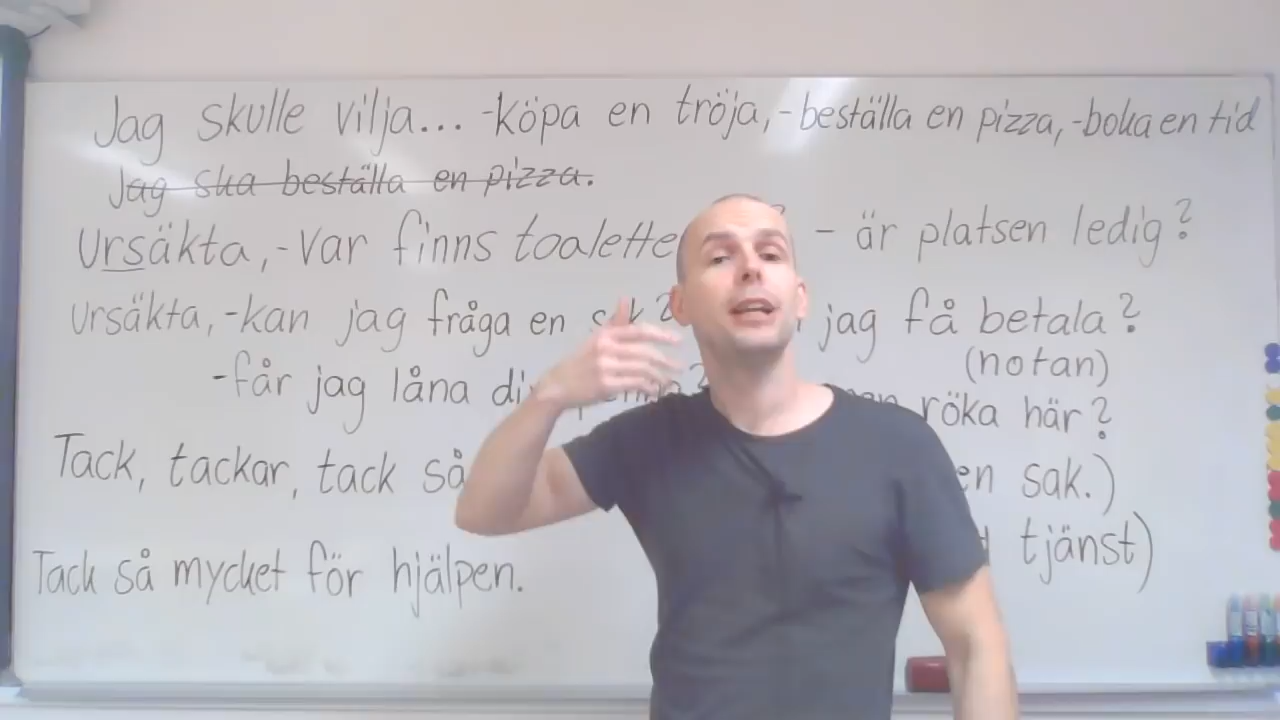 Jag skulle vilja... -köpa en tröja, -beställa en pizza, -boka en tid
Jag ska beställa en pizza.
Ursäkta, -var finns toalette ? - är platsen ledig?
Ursäkta, -kan jag fråga en ? jag få betala?
(notan)
-får jag låna ? röka här?
Tack, tackar, tack så sak.)
tjänst)
Tack så mycket för hjälpen.